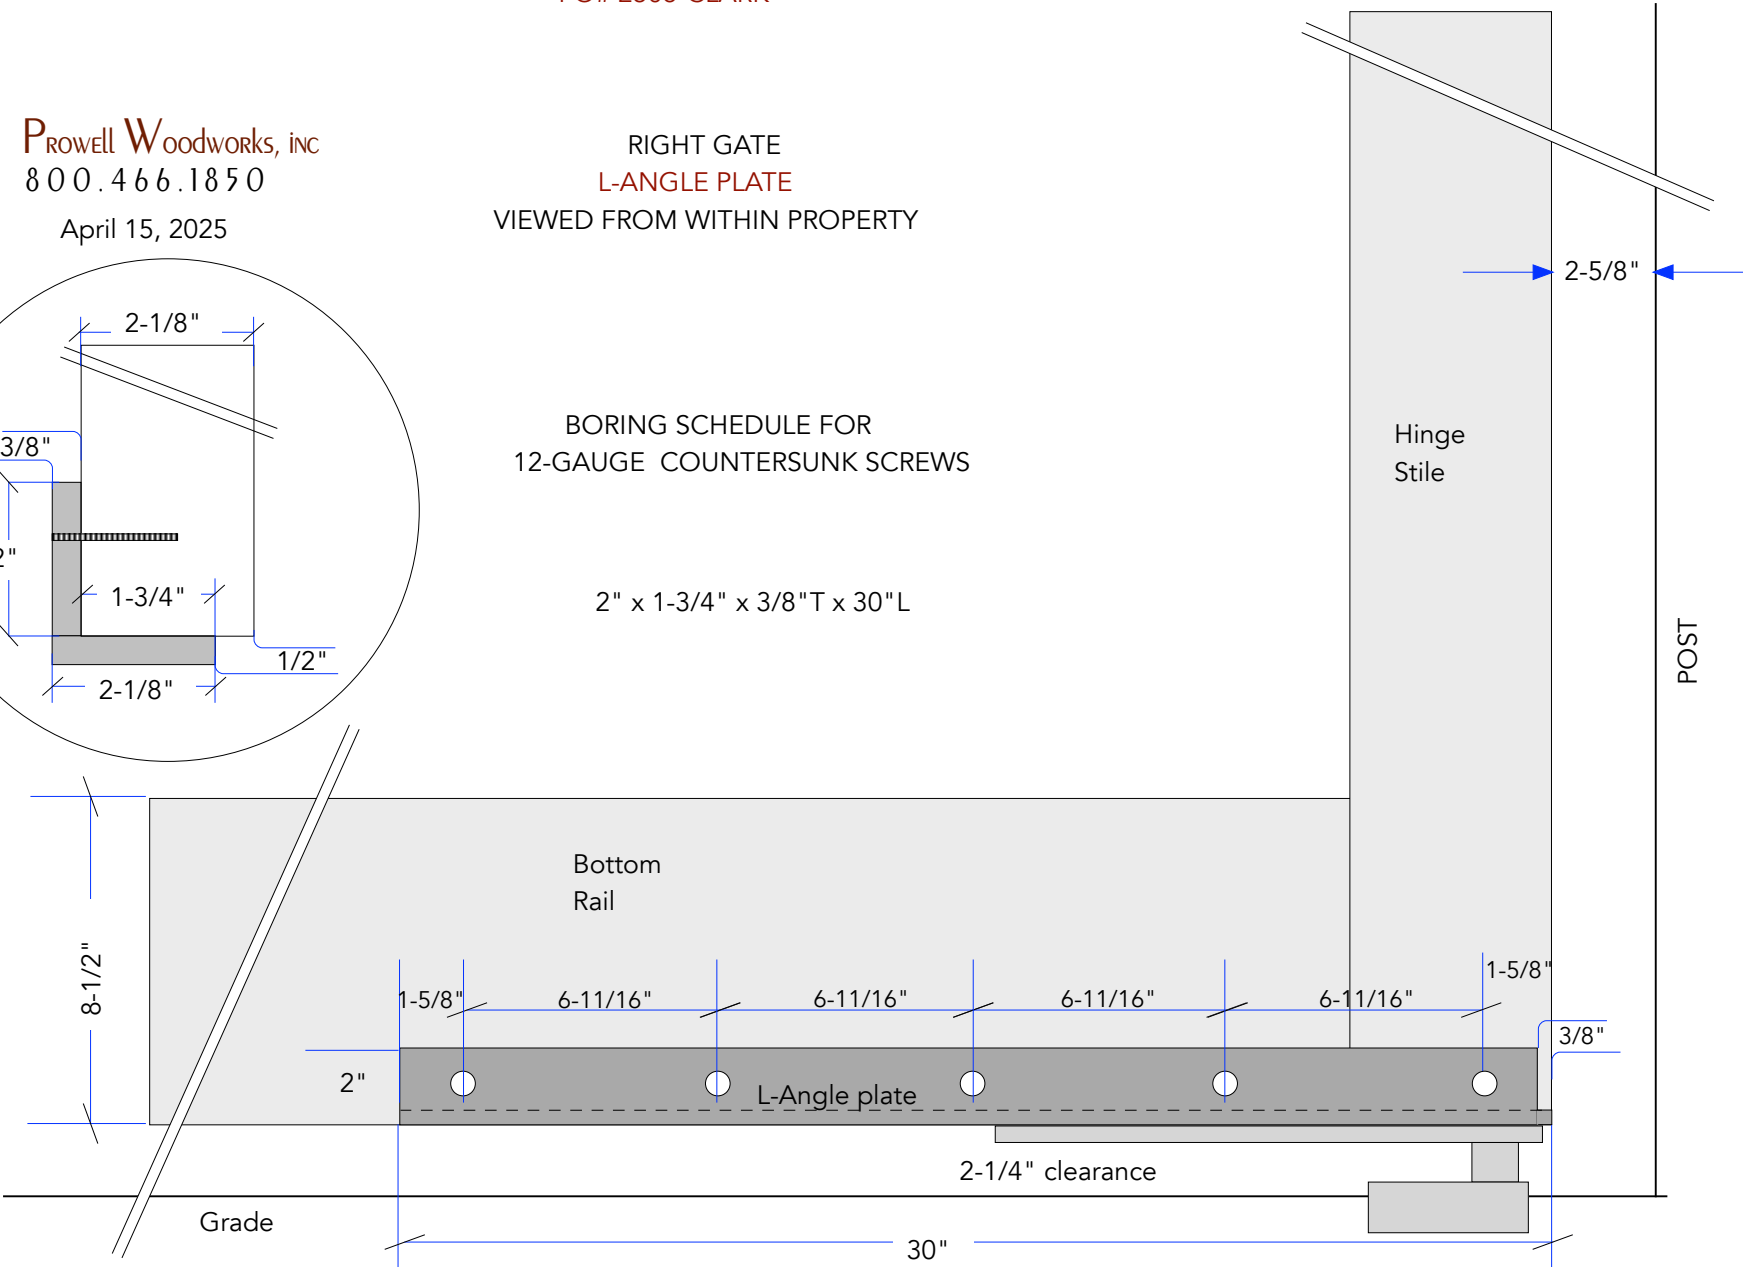 Prowell Woodworks, inc
800.466.1850
April 15, 2025
RIGHT GATE
L-ANGLE PLATE
VIEWED FROM WITHIN PROPERTY
2-5/8"
2-1/8"
3/8"
1-3/4"
1/2"
2-1/8"
BORING SCHEDULE FOR
12-GAUGE COUNTERSUNK SCREWS
2" x 1-3/4" x 3/8"T x 30"L
Hinge
Stile
POST
Bottom
Rail
8-1/2"
1-5/8"
6-11/16"
6-11/16"
6-11/16"
6-11/16"
1-5/8"
3/8"
2"
L-Angle plate
2-1/4" clearance
Grade
30"